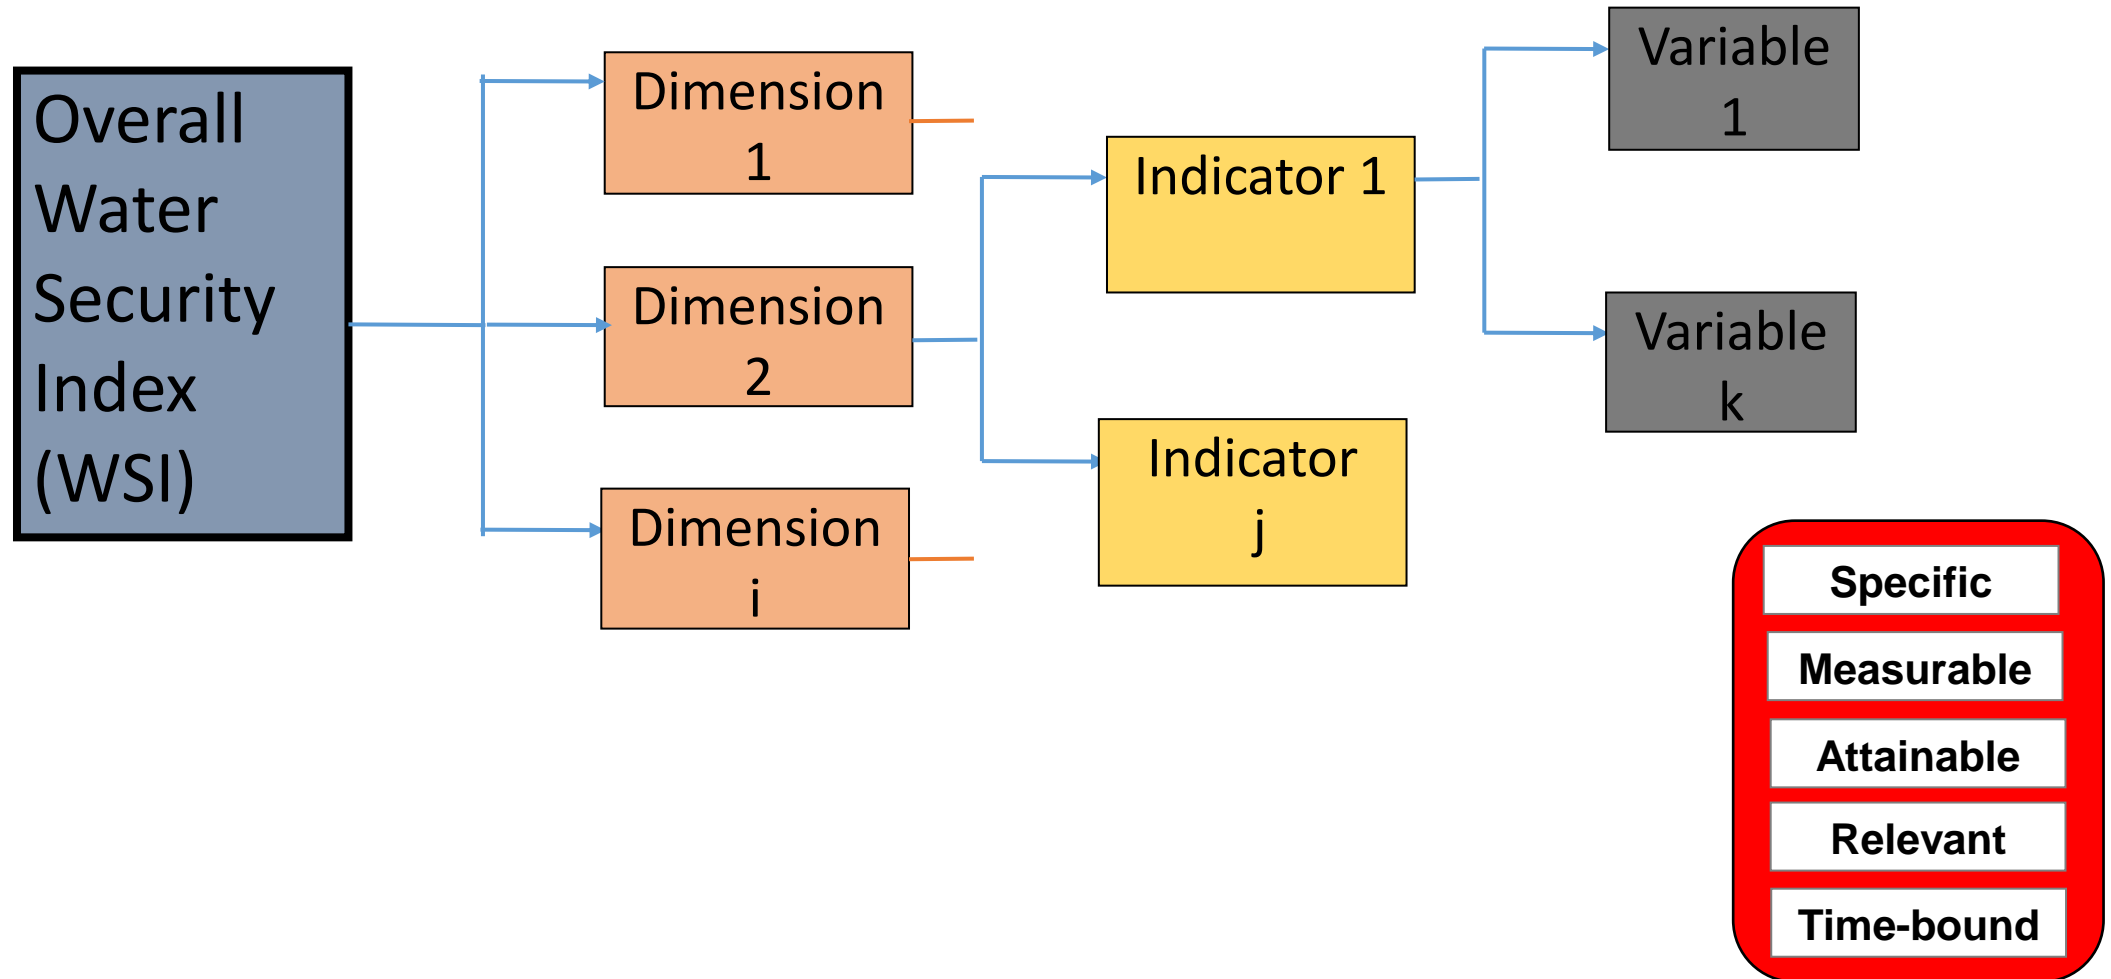 Overall
Water
Security
Index
(WSI)
Dimension
1
Dimension
2
Dimension
i
Indicator 1
Indicator
j
Variable
1
Variable
k
Specific
Measurable
Attainable
Relevant
Time-bound